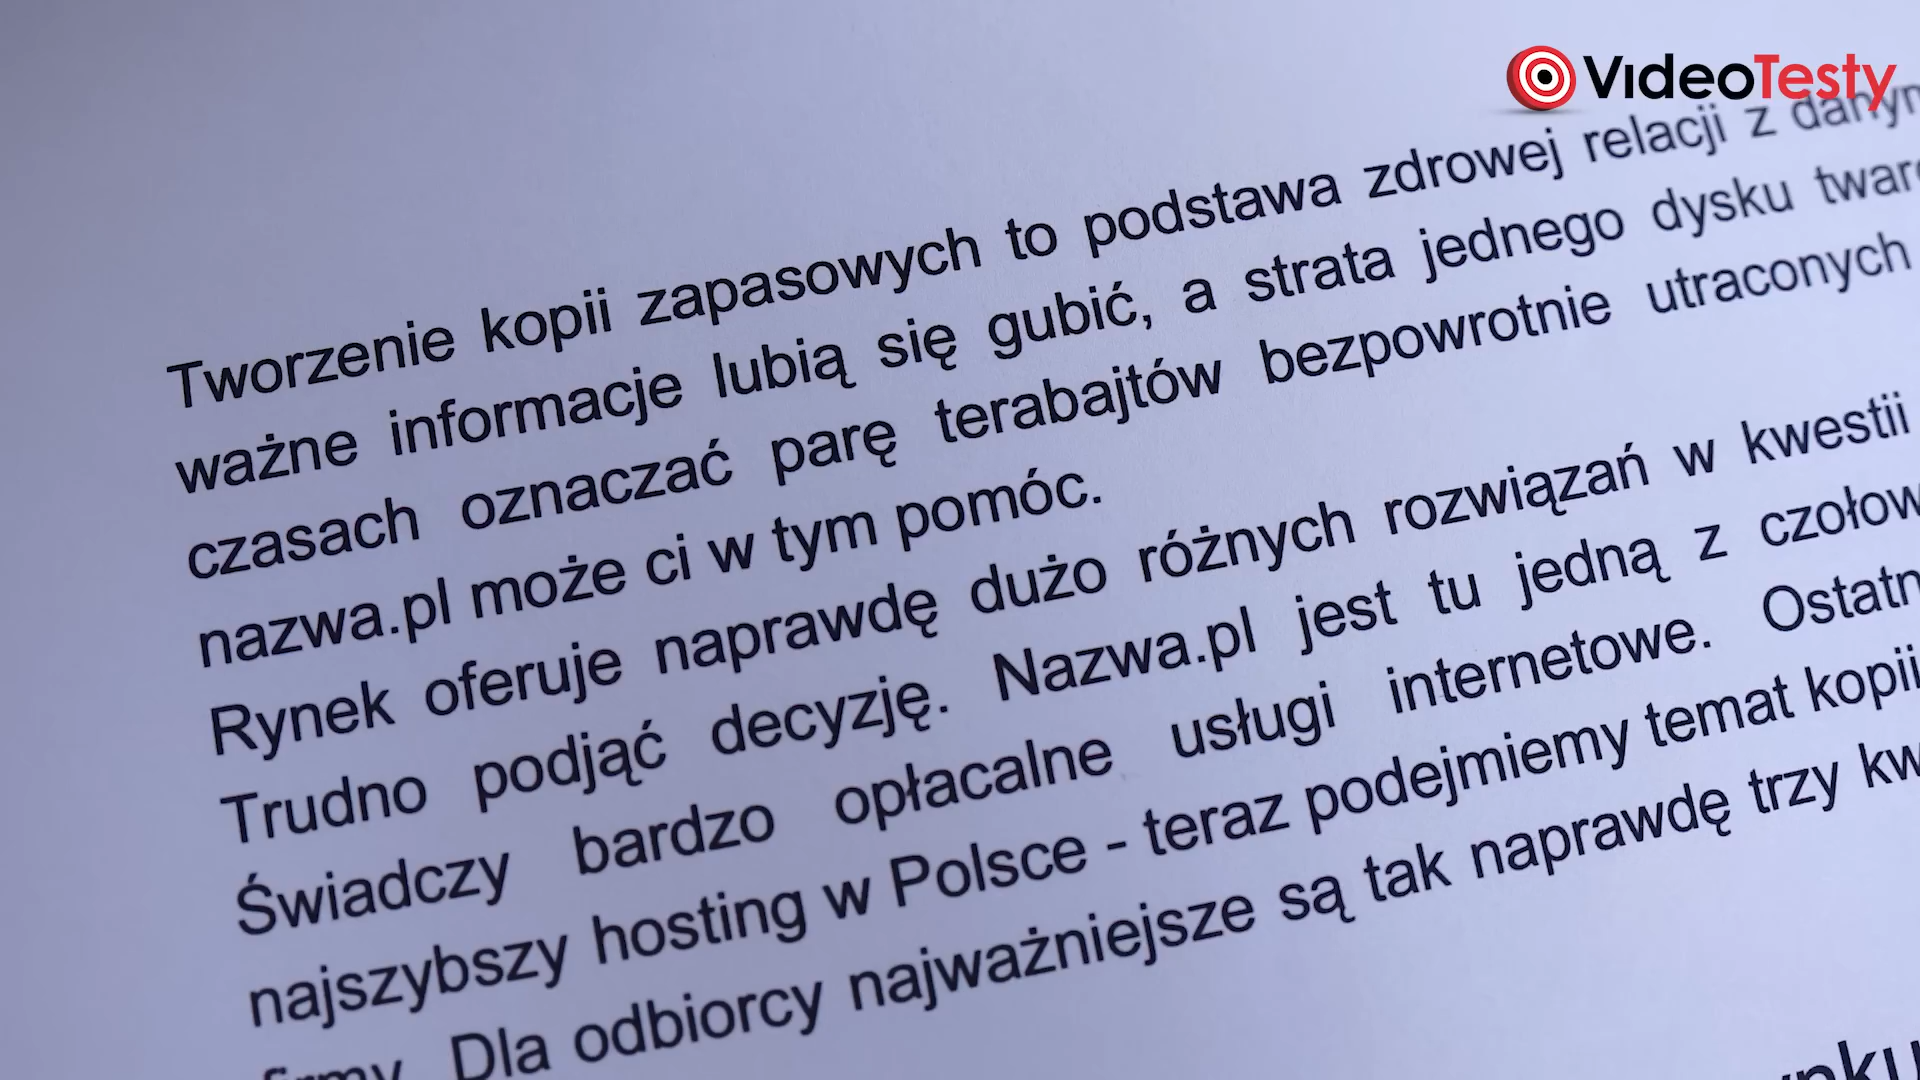 VideoTesty
Tworzenie kopii zapasowych to podstawa zdrowej relacji z
ważne informacje lubią się gubić, a strata jednego dysku
czasach oznaczać parę terabajtów bezpowrotnie utraconych
nazwa.pl może ci w tym pomóc.
Rynek oferuje naprawdę dużo różnych rozwiązań w kwestii
Trudno podjąć decyzję. Nazwa.pl jest tu jedną z
Świadczy bardzo opłacalne usługi internetowe.
najszybszy hosting w Polsce - teraz podejmiemy temat kopii
firmy. Dla odbiorcy najważniejsze są tak naprawdę trzy